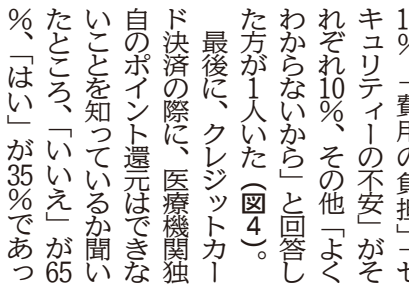 1％「費用の負担」「セ
キュリティーの不安」がそ
れぞれ10％、その他「よく
わからないから」と回答し
た方が1人いた（図4）。
　最後に、クレジットカー
ド決済の際に、医療機関独
自のポイント還元はできな
いことを知っているか聞い
たところ、「いいえ」が65
％、「はい」が35％であっ